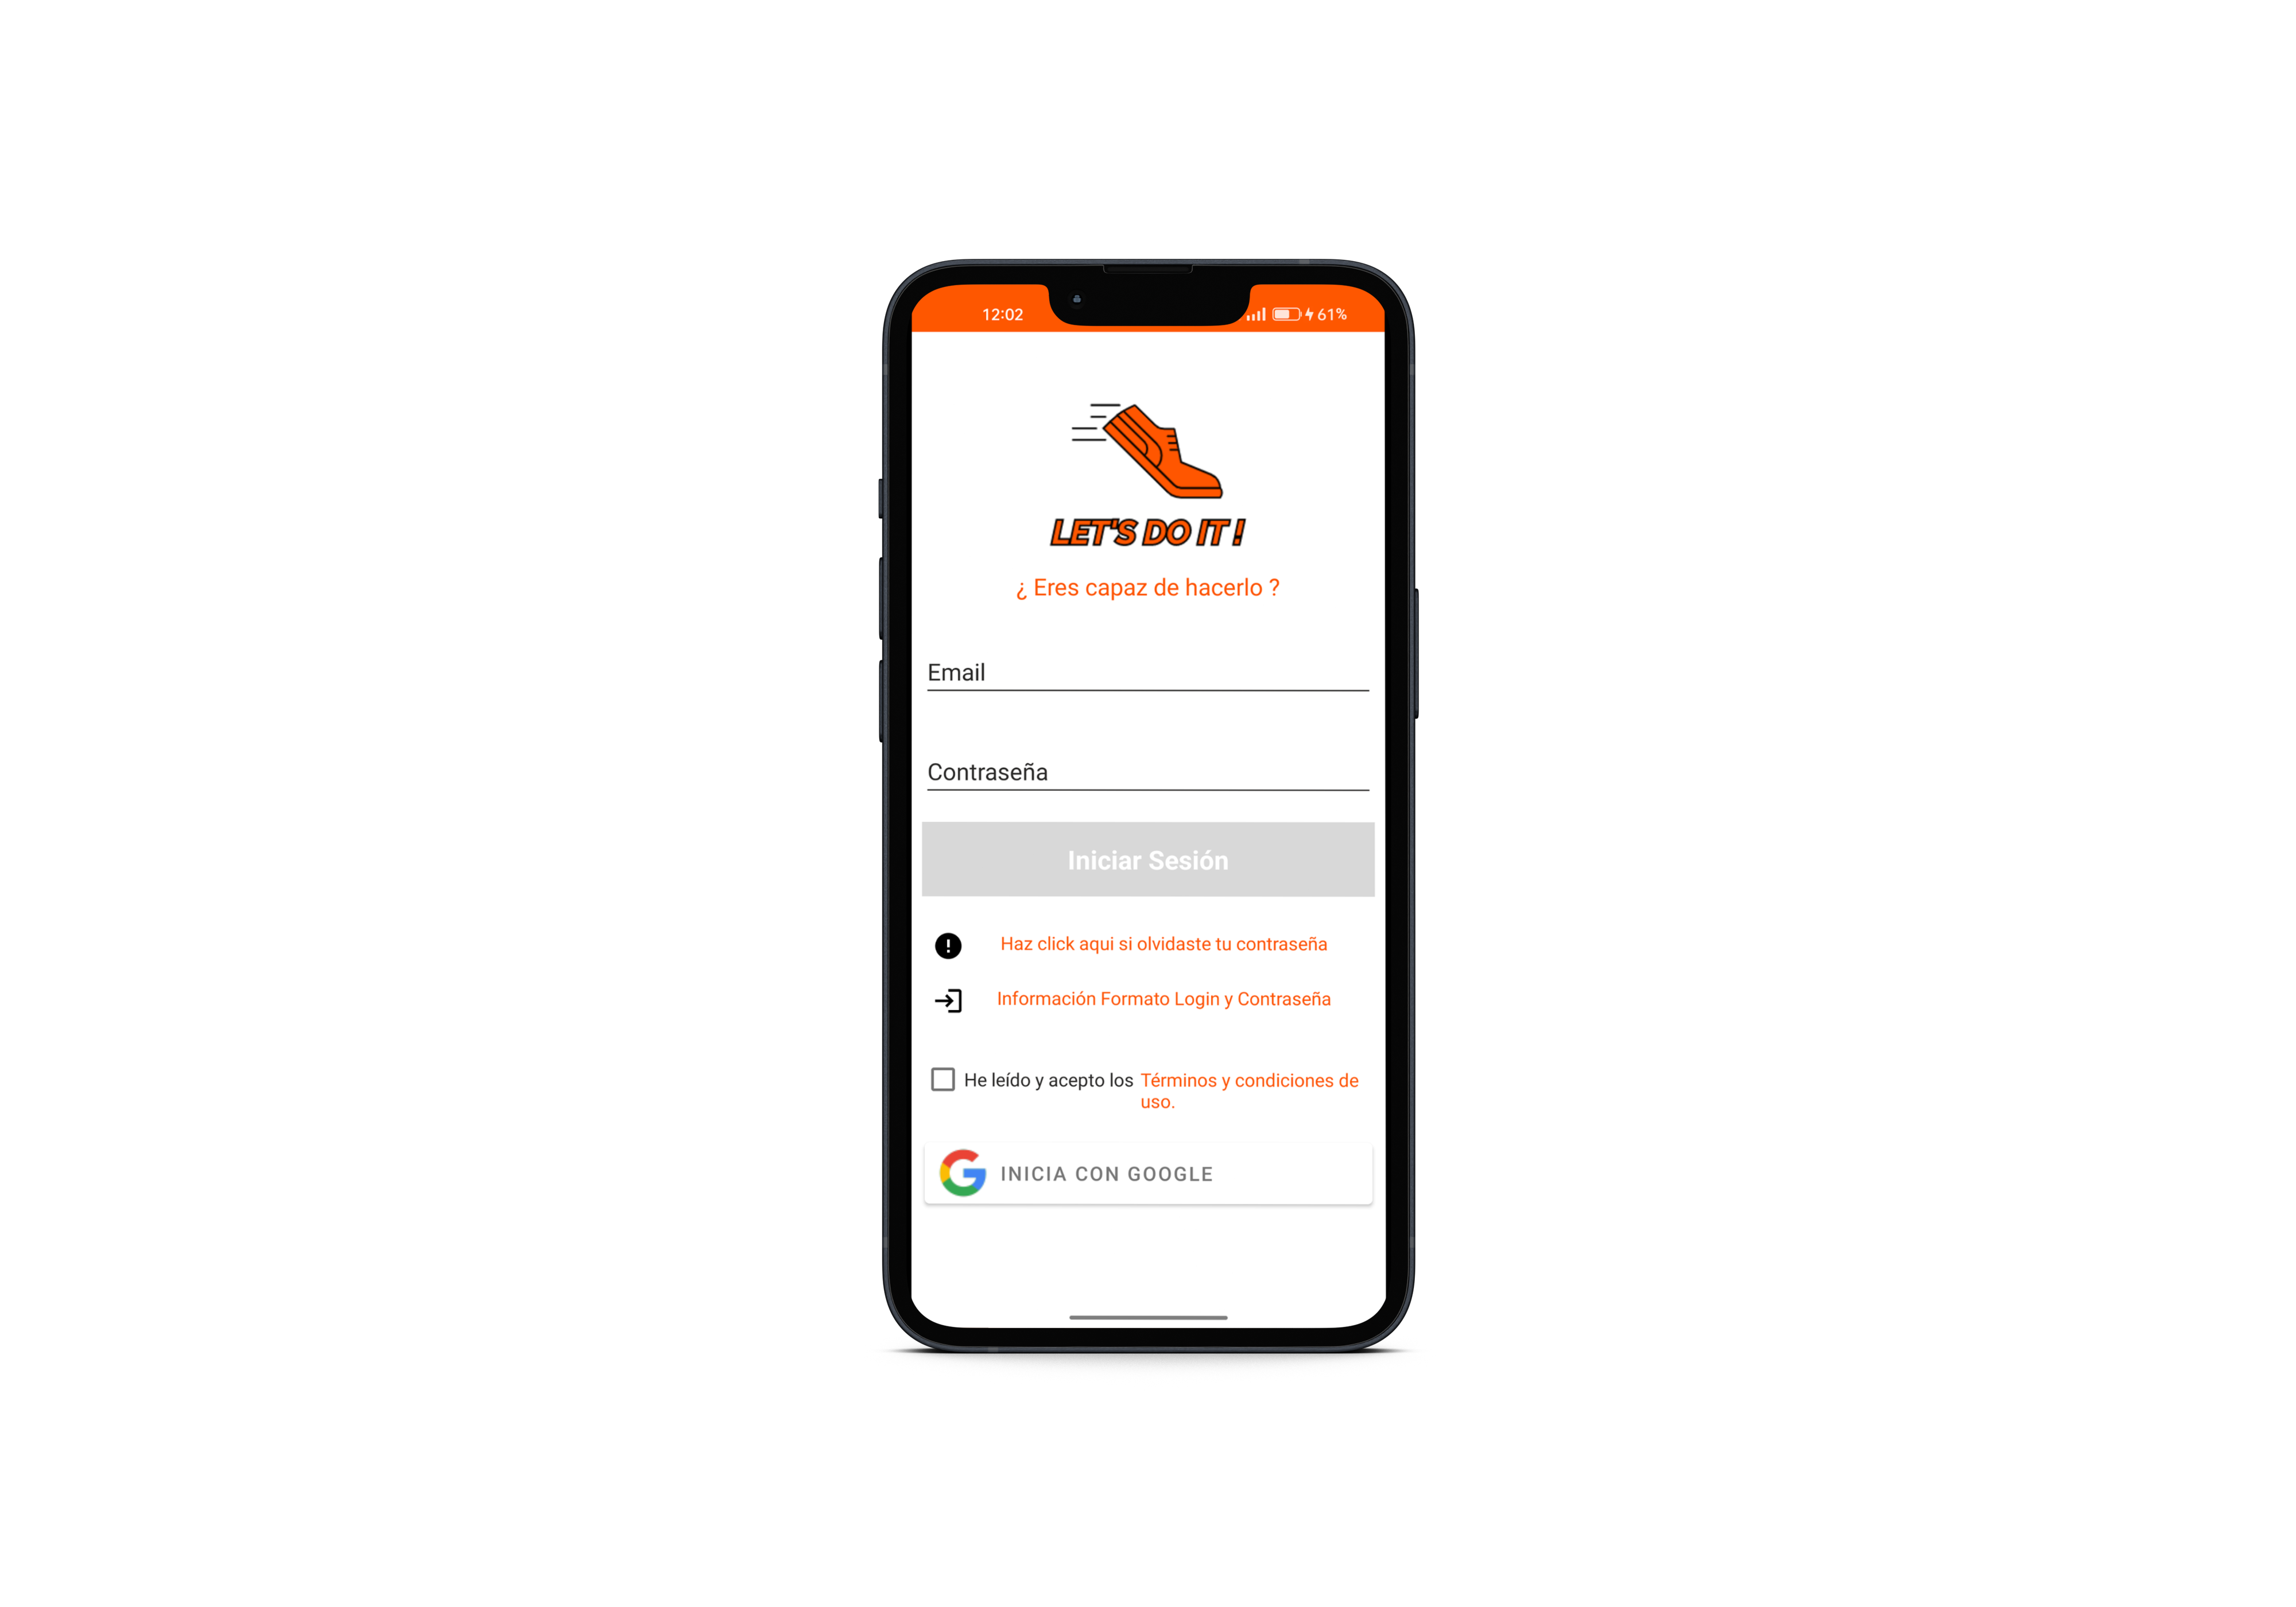 12:02
61%
LET'S DO IT !
¿ Eres capaz de hacerlo ?
Email
Contraseña
Iniciar Sesión
Haz click aqui si olvidaste tu contraseña
Información Formato Login y Contraseña
He leído y acepto los Términos y condiciones de
uso.
INICIA CON GOOGLE